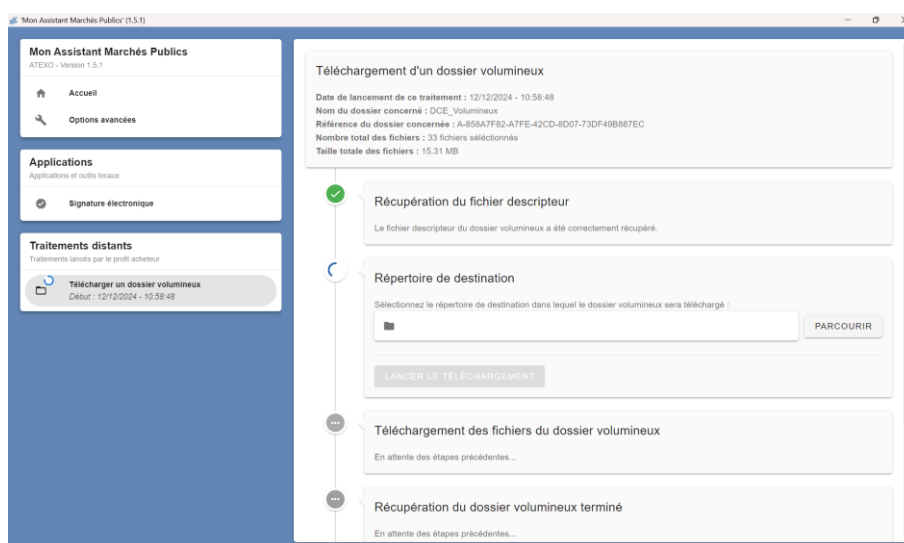 'Mon Assistant Marchés Publics' (1.5.1)
Mon Assistant Marchés Publics
ATEXO - Version 1.5.1
Accueil
Options avancées
Applications
Applications et outils locaux
Signature électronique
Traitements distants
Traitements lancés par le profil acheteur
Télécharger un dossier volumineux
Début : 12/12/2024 - 10:58:48
Téléchargement d'un dossier volumineux
Date de lancement de ce traitement : 12/12/2024 - 10:58:48
Nom du dossier concerné : DCE_Volumineux
Référence du dossier concernée : A-858A7F82-A7FE-42CD-8D07-73DF49B887EC
Nombre total des fichiers : 33 fichiers séléctionnés
Taille totale des fichiers : 15.31 MB
Récupération du fichier descripteur
Le fichier descripteur du dossier volumineux a été correctement récupéré.
Répertoire de destination
Sélectionnez le répertoire de destination dans lequel le dossier volumineux sera téléchargé :
PARCOURIR
LANCER LE TÉLÉCHARGEMENT
Téléchargement des fichiers du dossier volumineux
En attente des étapes précédentes...
Récupération du dossier volumineux terminé
En attente des étapes précédentes...